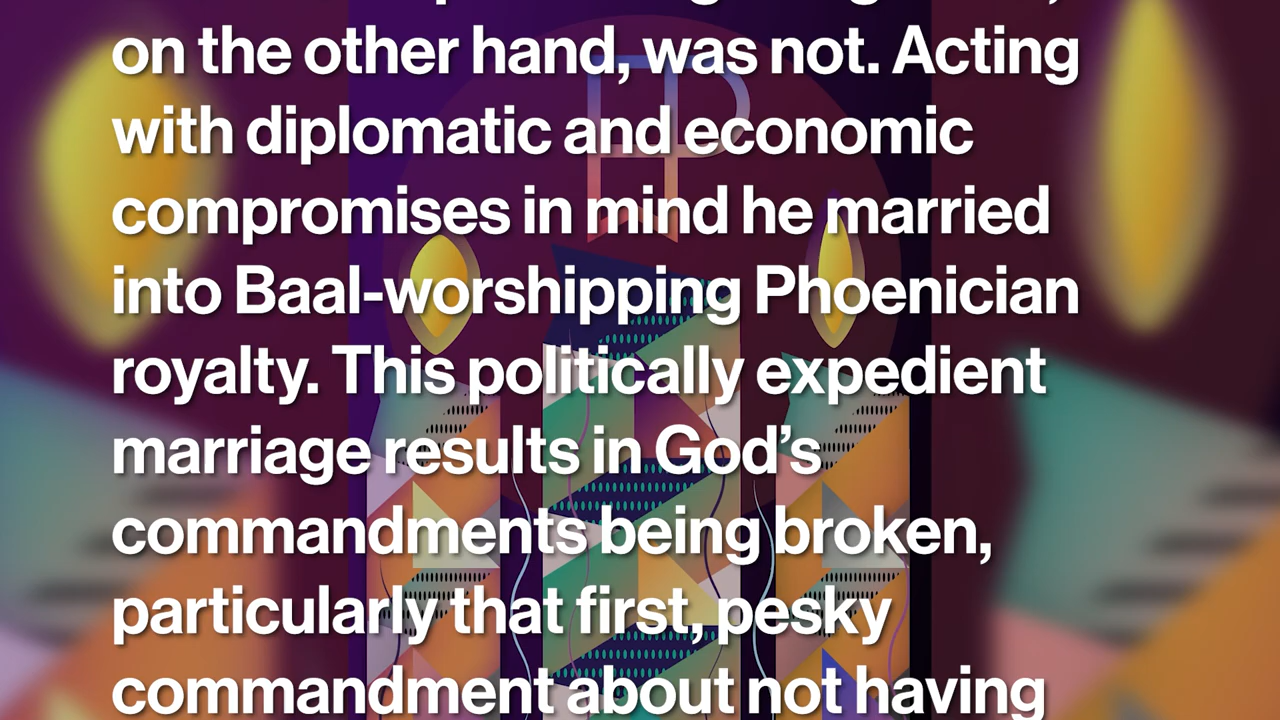 on the other hand, was not. Acting
with diplomatic and economic
compromises in mind he married
into Baal-worshipping Phoenician
royalty. This politically expedient
marriage results in God’s
commandments being broken,
particularly that first, pesky
commandment about not having